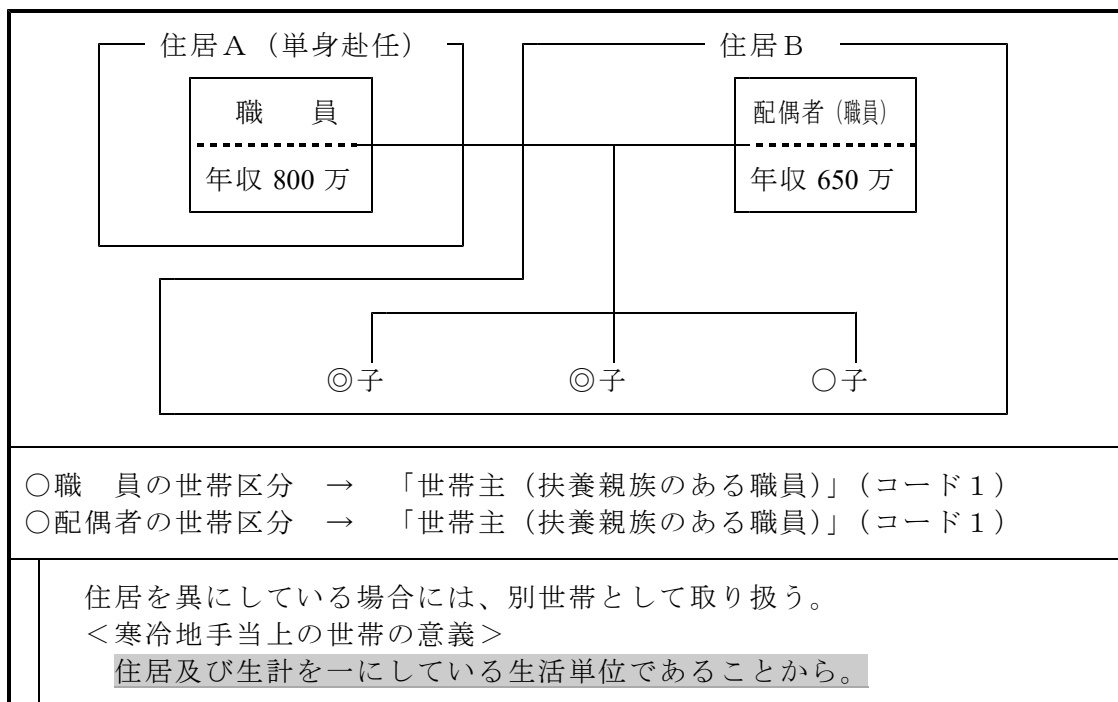 住居Ａ（単身赴任）
住居Ｂ
職　員
年収 800 万
配偶者（職員）
年収 650 万
◎子　◎子　○子
○職　員の世帯区分　→　「世帯主（扶養親族のある職員）」（コード１）
○配偶者の世帯区分　→　「世帯主（扶養親族のある職員）」（コード１）
住居を異にしている場合には、別世帯として取り扱う。
＜寒冷地手当上の世帯の意義＞
住居及び生計を一にしている生活単位であることから。